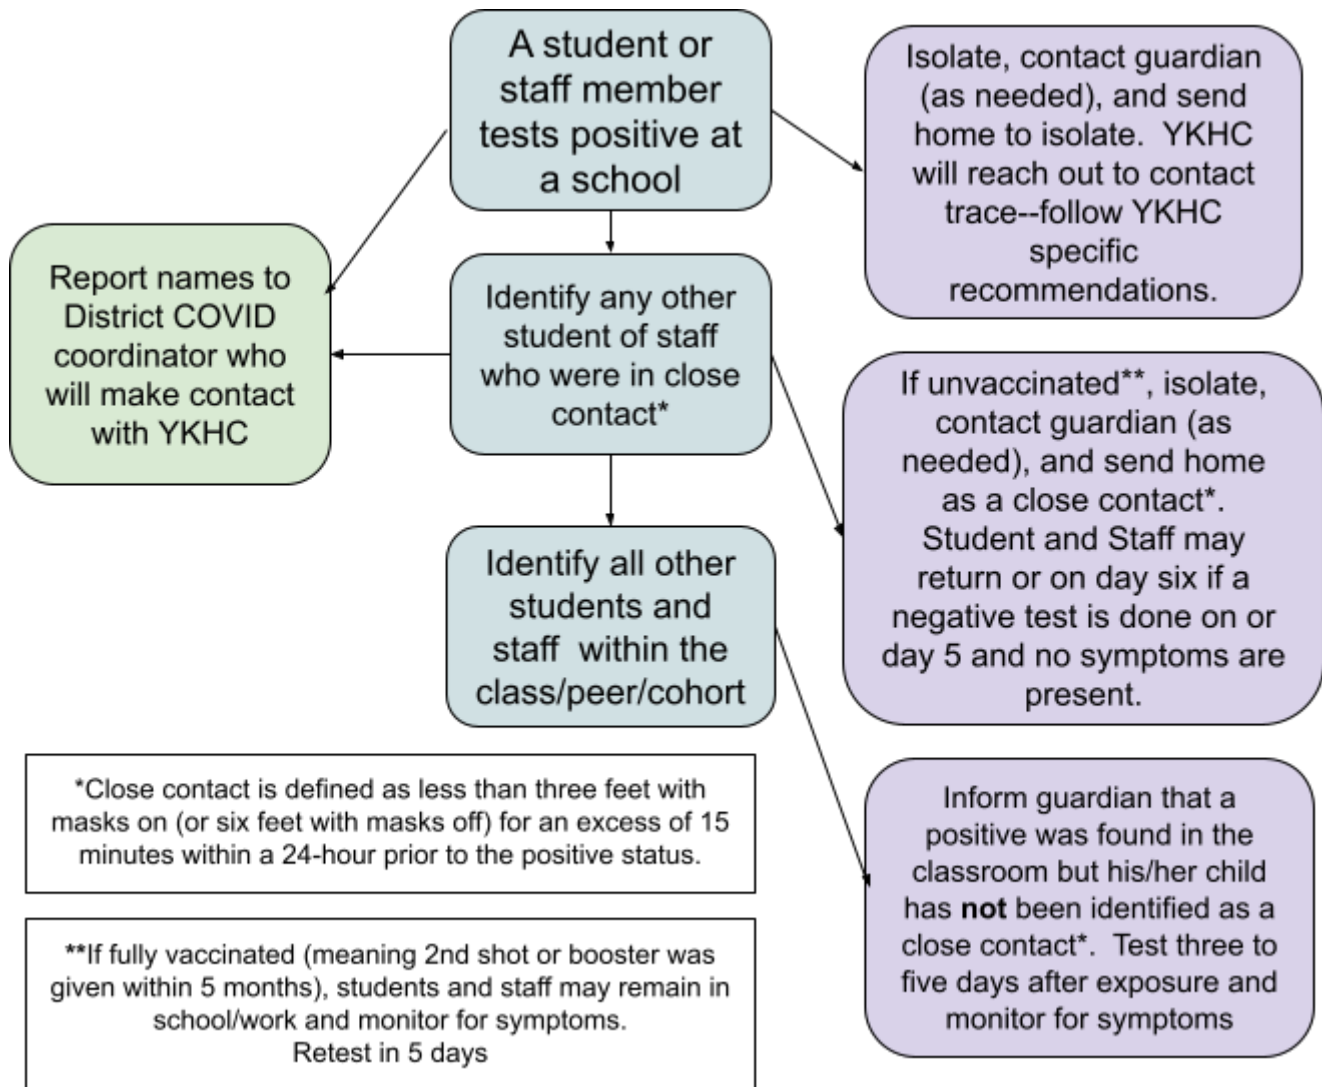 A student or
staff member
tests positive at
a school
Isolate, contact guardian
(as needed), and send
home to isolate. YKHC
will reach out to contact
trace--follow YKHC
specific
recommendations.
Report names to
District COVID
coordinator who
will make contact
with YKHC
Identify any other
student of staff
who were in close
contact*
If unvaccinated**, isolate,
contact guardian (as
needed), and send home
as a close contact*.
Student and Staff may
return or on day six if a
negative test is done on or
day 5 and no symptoms are
present.
Identify all other
students and
staff within the
class/peer/cohort
*Close contact is defined as less than three feet with
masks on (or six feet with masks off) for an excess of 15
minutes within a 24-hour prior to the positive status.
Inform guardian that a
positive was found in the
classroom but his/her child
has not been identified as a
close contact*. Test three to
five days after exposure and
monitor for symptoms
**If fully vaccinated (meaning 2nd shot or booster was
given within 5 months), students and staff may remain in
school/work and monitor for symptoms.
Retest in 5 days